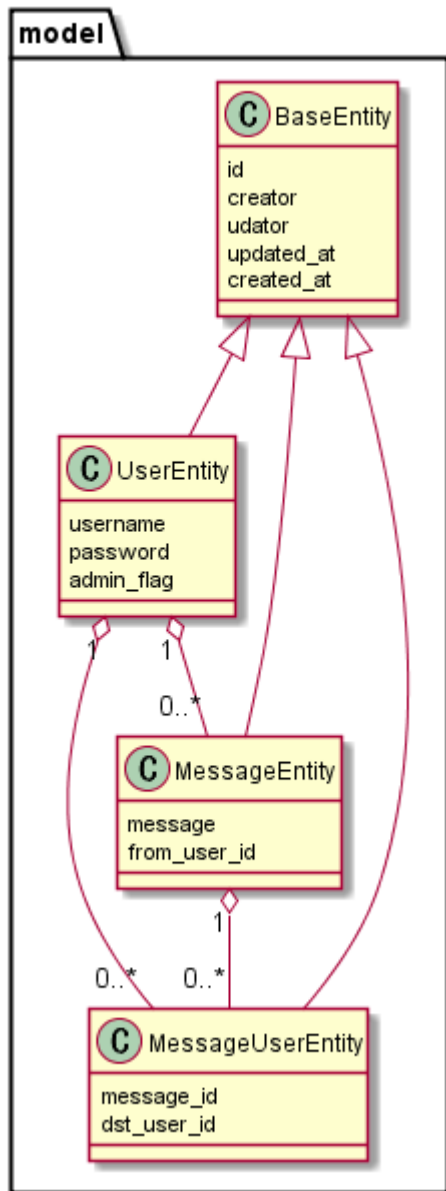 model
C BaseEntity
id
creator
udator
updated_at
created_at
C UserEntity
username
password
admin_flag
1 1
0..*
C MessageEntity
message
from_user_id
1
0..* 0..*
C MessageUserEntity
message_id
dst_user_id